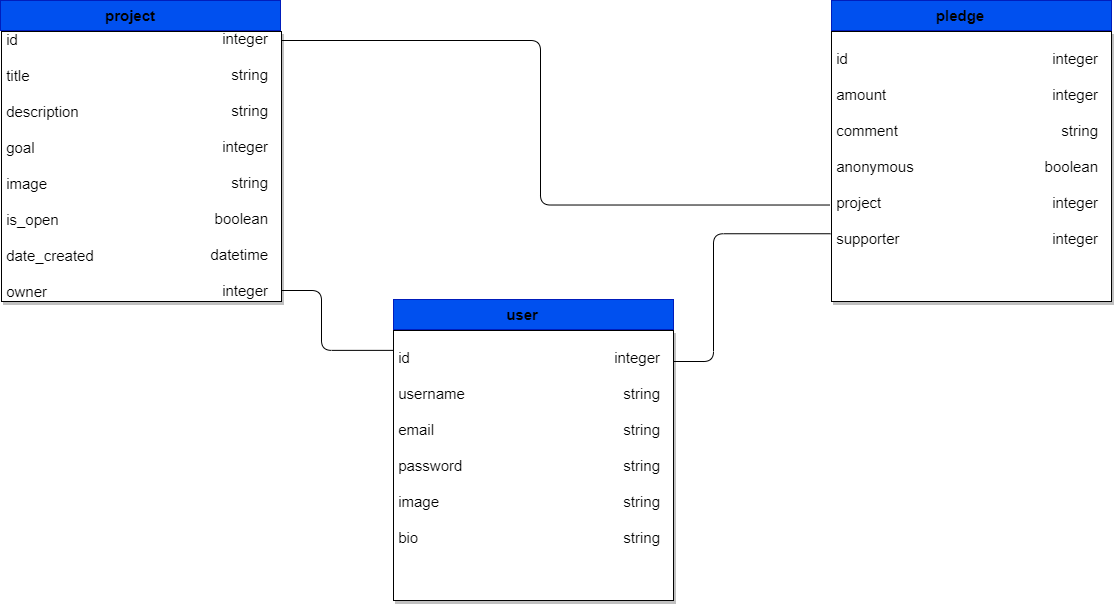 project
id integer
title string
description string
goal integer
image string
is_open boolean
date_created datetime
owner integer
pledge
id integer
amount integer
comment string
anonymous boolean
project integer
supporter integer
user
id integer
username string
email string
password string
image string
bio string